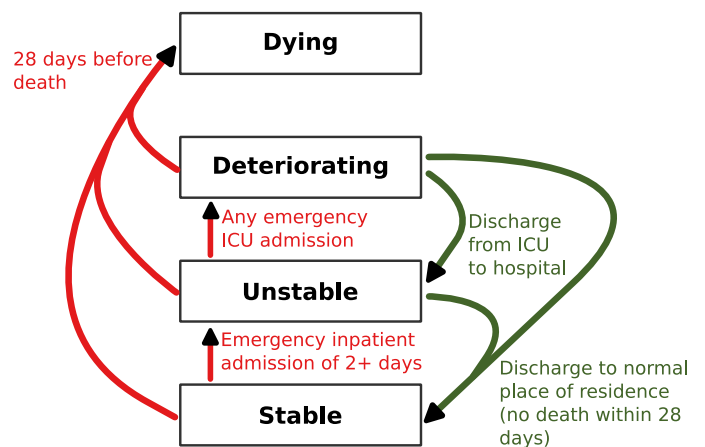 Dying
28 days before
death
Deteriorating
Any emergency
ICU admission
Discharge
from ICU
to hospital
Unstable
Emergency inpatient
admission of 2+ days
Discharge to normal
place of residence
(no death within 28
days)
Stable